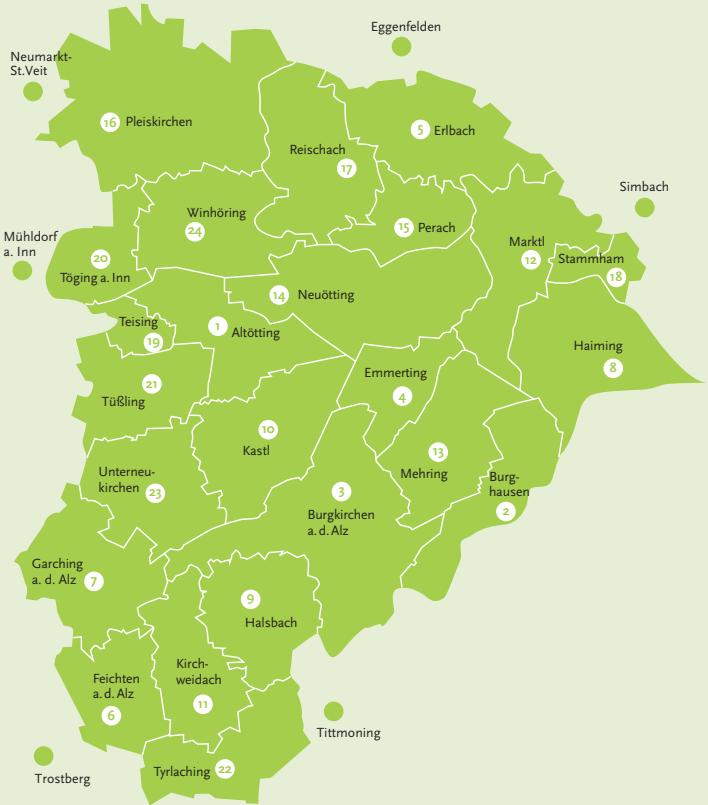 Eggenfelden
Neumarkt-
St.Veit
16 Pleiskirchen
5 Erlbach
Reischach
17
Simbach
Winhöring
24
15 Perach
Mühldorf
a. Inn
Marktl
12
Stammham
18
20
Töging a. Inn
14 Neuötting
Teising
19
1 Altötting
Haiming
8
Emmerting
4
21
Tüßling
10
Kastl
13
Mehring
Unterneu-
kirchen 23
Burg-
hausen
2
3
Burgkirchen
a. d. Alz
Garching
a. d. Alz 7
9
Halsbach
Kirch-
weidach
11
Feichten
a. d. Alz
6
Tittmoning
Trostberg
Tyrlaching 22